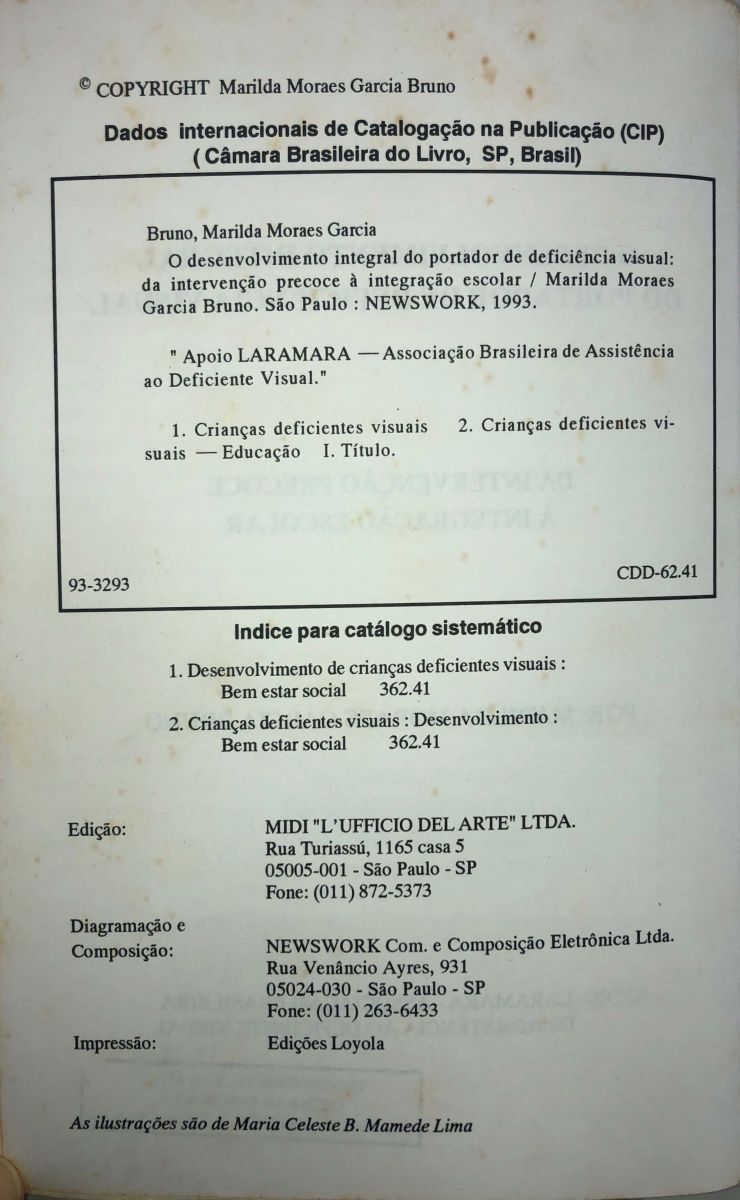 © COPYRIGHT Marilda Moraes Garcia Bruno
Dados internacionais de Catalogação na Publicação (CIP)
( Câmara Brasileira do Livro, SP, Brasil)
Bruno, Marilda Moraes Garcia
O desenvolvimento integral do portador de deficiência visual:
da intervenção precoce à integração escolar / Marilda Moraes
Garcia Bruno. São Paulo : NEWSWORK, 1993.
" Apoio LARAMARA — Associação Brasileira de Assistência
ao Deficiente Visual."
1. Crianças deficientes visuais 2. Crianças deficientes vi-
suais — Educação I. Título.
93-3293
CDD-62.41
Indice para catálogo sistemático
1. Desenvolvimento de crianças deficientes visuais :
Bem estar social 362.41
2. Crianças deficientes visuais : Desenvolvimento :
Bem estar social 362.41
Edição: MIDI "L'UFFICIO DEL ARTE" LTDA.
Rua Turiassú, 1165 casa 5
05005-001 - São Paulo - SP
Fone: (011) 872-5373
Diagramação e
Composição: NEWSWORK Com. e Composição Eletrônica Ltda.
Rua Venâncio Ayres, 931
05024-030 - São Paulo - SP
Fone: (011) 263-6433
Impressão: Edições Loyola
As ilustrações são de Maria Celeste B. Mamede Lima